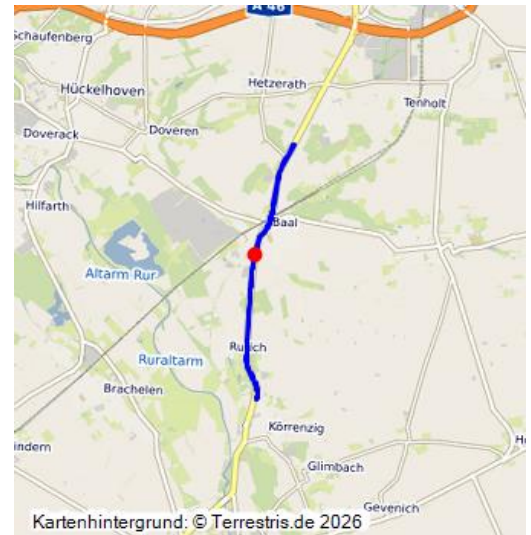 A 46
Schaufenberg
Hetzerath
Hückelhoven
Tenholt
Doveren
Doverack
Hilfarth
Baal
Altarm Rur
Rurich
Ruraltarm
Brachelen
Körrenzig
indern
Glimbach
Gevenich
Kartenhintergrund: © Terrestris.de 2026